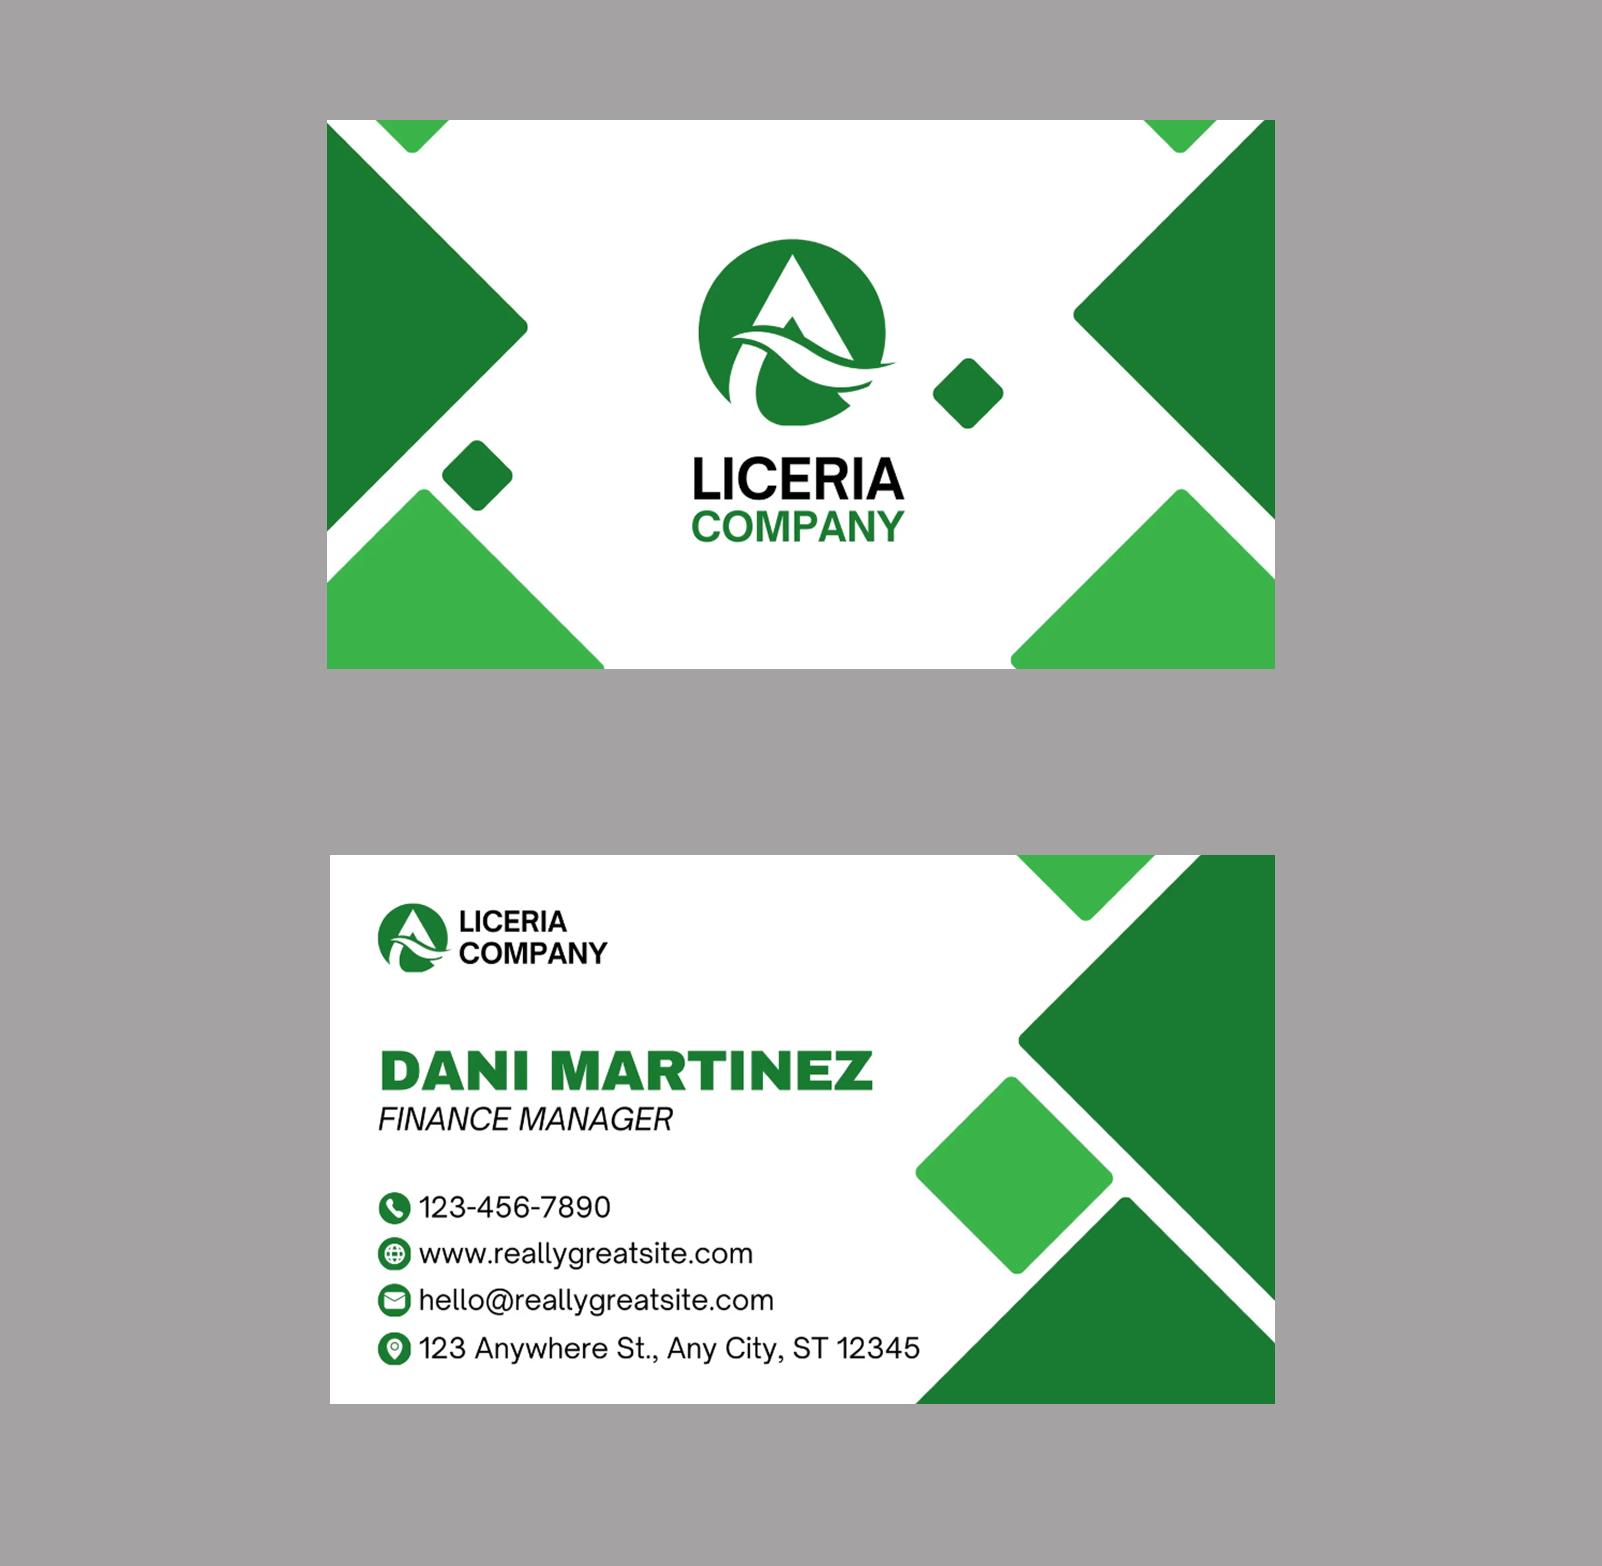 LICERIA
COMPANY
LICERIA
COMPANY
DANI MARTINEZ
FINANCE MANAGER
123-456-7890
www.reallygreatsite.com
hello@reallygreatsite.com
123 Anywhere St., Any City, ST 12345